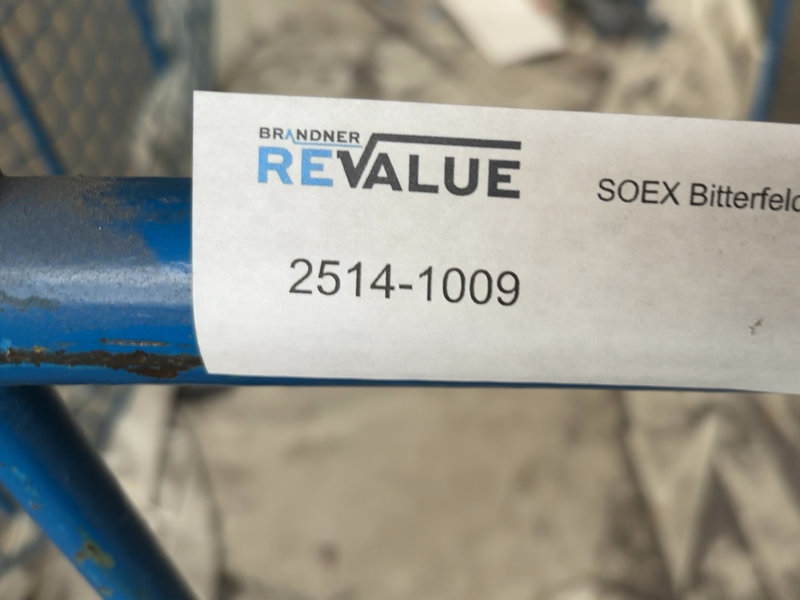 BRANDNER
REVALUE
SOEX Bitterfeld
2514-1009